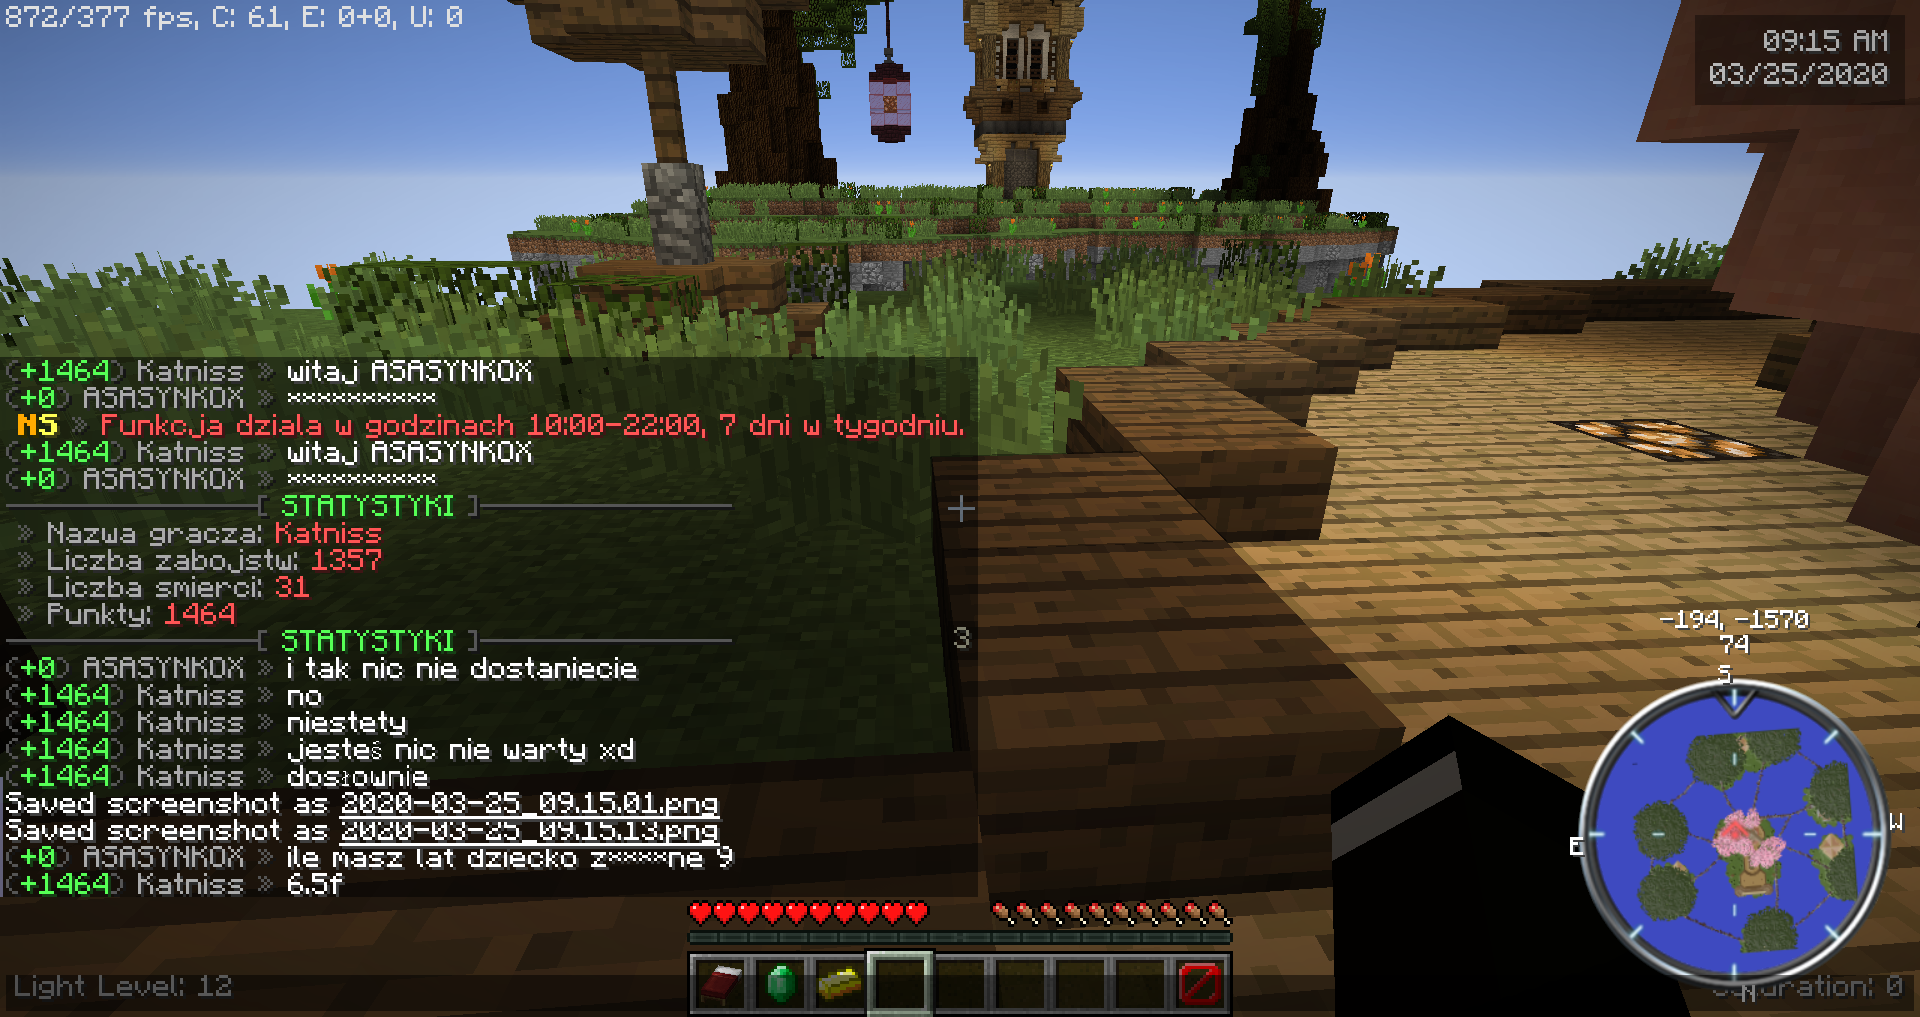 872/377 fps, C: 61, E: 0+0, U: 0
09:15 AM
03/25/2020
(+1464) Katniss » witaj ASASYNKOX
(+0) ASASYNKOX » **********
N5 » Funkcja dziala w godzinach 10:00-22:00, 7 dni w tygodniu.
(+1464) Katniss » witaj ASASYNKOX
(+0) ASASYNKOX » **********
[ STATYSTYKI ]
» Nazwa gracza: Katniss
» Liczba zabojstw: 1357
» Liczba smierci: 31
» Punkty: 1464
[ STATYSTYKI ]
(+0) ASASYNKOX » i tak nic nie dostaniecie
(+1464) Katniss » no
(+1464) Katniss » niestety
(+1464) Katniss » jesteś nic nie warty xd
(+1464) Katniss » dosłownie
Saved screenshot as 2020-03-25_09.15.01.png
Saved screenshot as 2020-03-25_09.15.13.png
(+0) ASASYNKOX » ile masz lat dziecko z****ne 9
(+1464) Katniss » 6.5f
3
-194, -1570
74
S
E
W
N
Light Level: 12
Saturation: 0